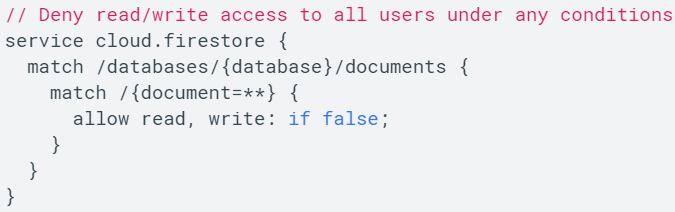 // Deny read/write access to all users under any conditions
service cloud.firestore {
  match /databases/{database}/documents {
    match /{document=**} {
      allow read, write: if false;
    }
  }
}